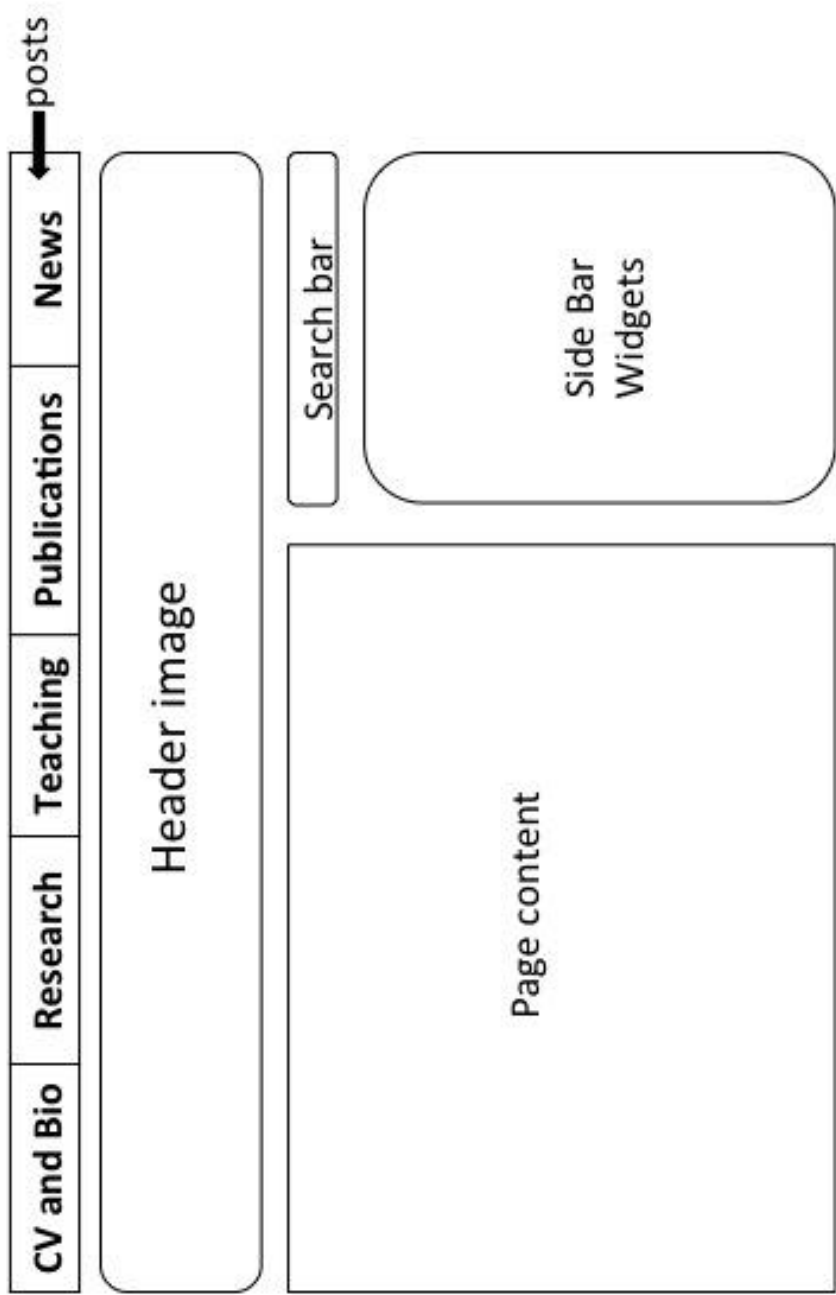 CV and Bio
Research
Teaching
Publications
News
posts
Header image
Search bar
Page content
Side Bar
Widgets